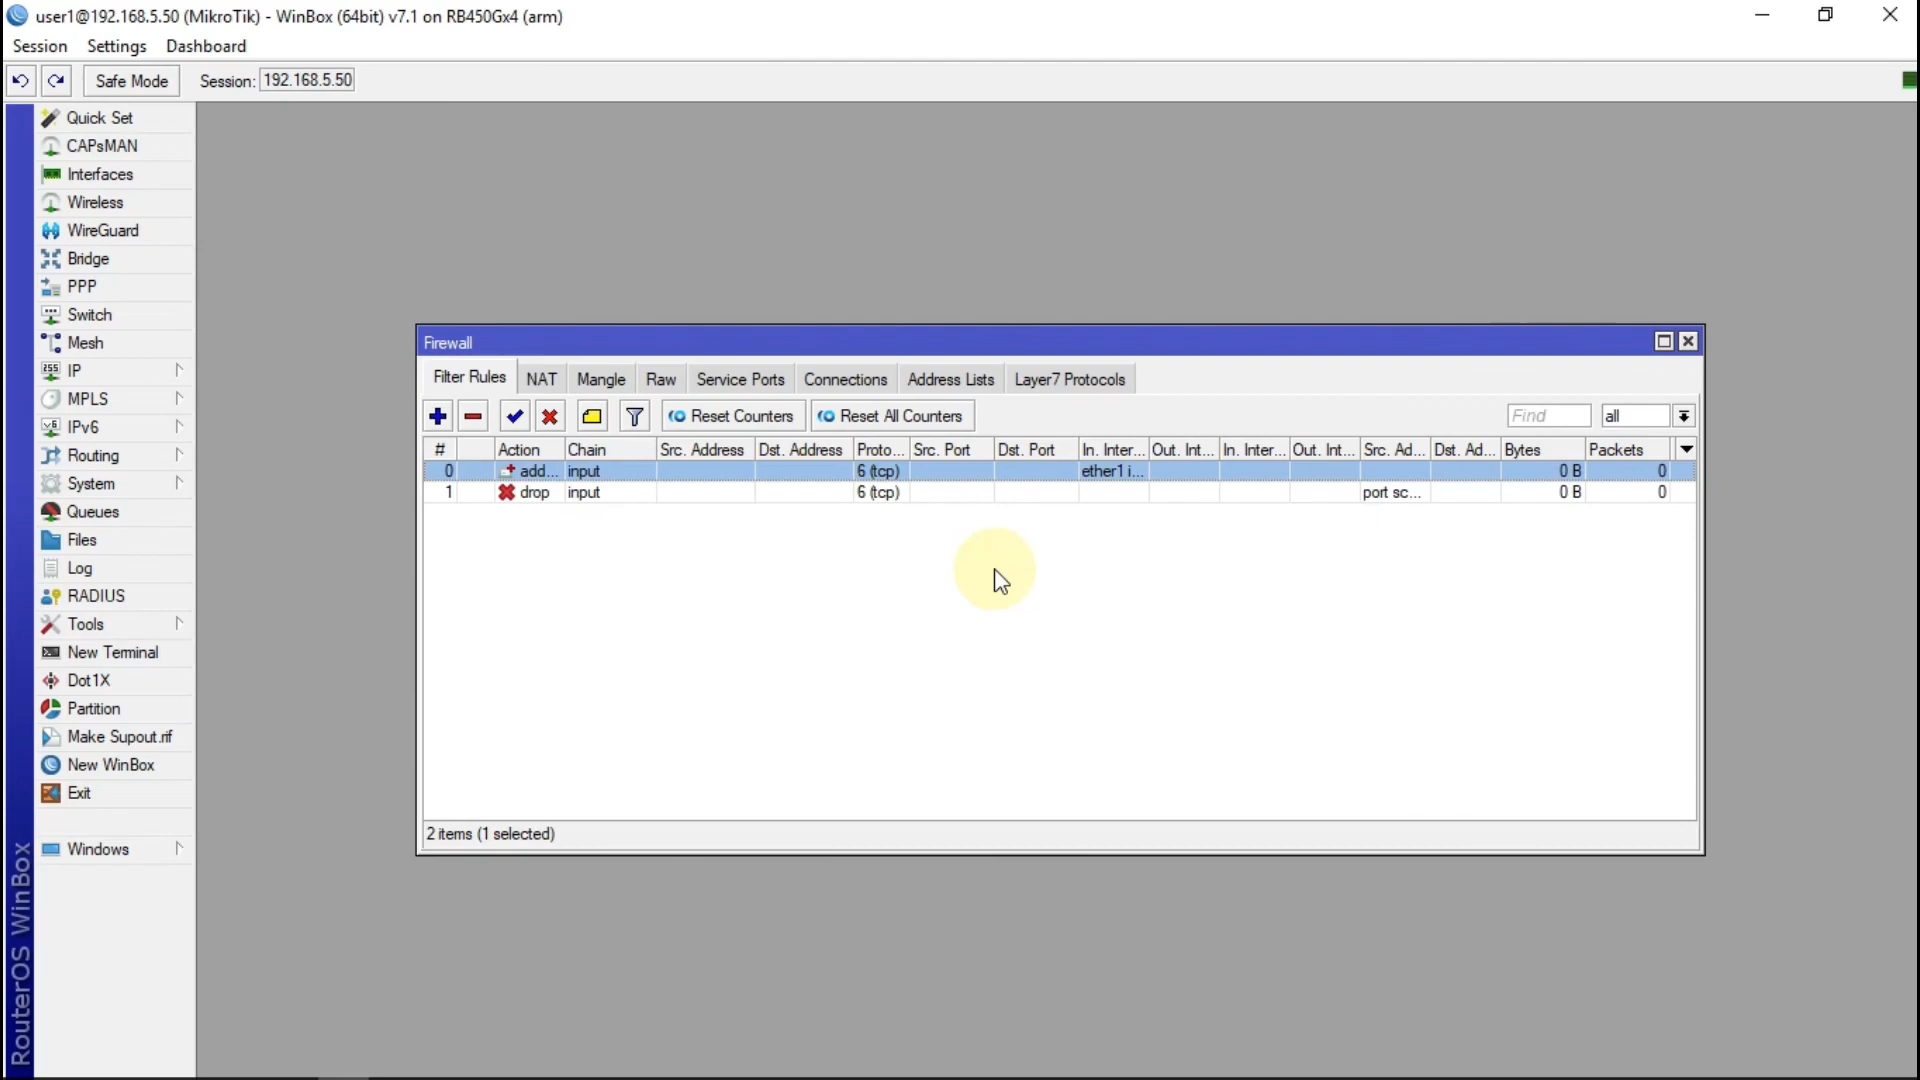 user1@192.168.5.50 (MikroTik) - WinBox (64bit) v7.1 on RB450Gx4 (arm)
Session Settings Dashboard
Safe Mode Session: 192.168.5.50
Quick Set
CAPsMAN
Interfaces
Wireless
WireGuard
Bridge
PPP
Switch
Mesh
IP
MPLS
IPv6
Routing
System
Queues
Files
Log
RADIUS
Tools
New Terminal
Dot1X
Partition
Make Supout.rif
New WinBox
Exit
Windows
RouterOS WinBox
Firewall
Filter Rules NAT Mangle Raw Service Ports Connections Address Lists Layer7 Protocols
Reset Counters Reset All Counters Find all
# Action Chain Src. Address Dst. Address Proto... Src. Port Dst. Port In. Inter... Out. Int... In. Inter... Out. Int... Src. Ad... Dst. Ad... Bytes Packets
0 add... input 6 (tcp) ether1 i... 0 B 0
1 drop input 6 (tcp) port sc... 0 B 0
2 items (1 selected)